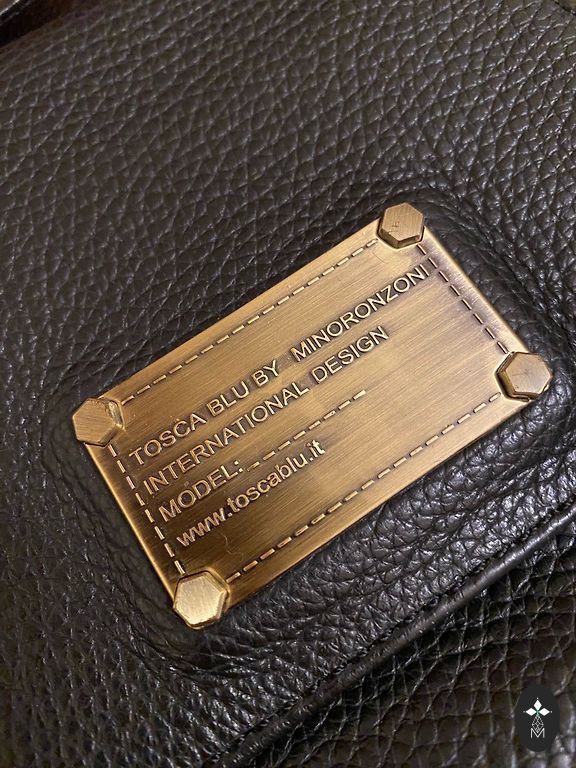 TOSCA BLU BY MINORONZONI
INTERNATIONAL DESIGN
MODEL: _ _ _ _ _ _ _ _
www.toscablu.it
M